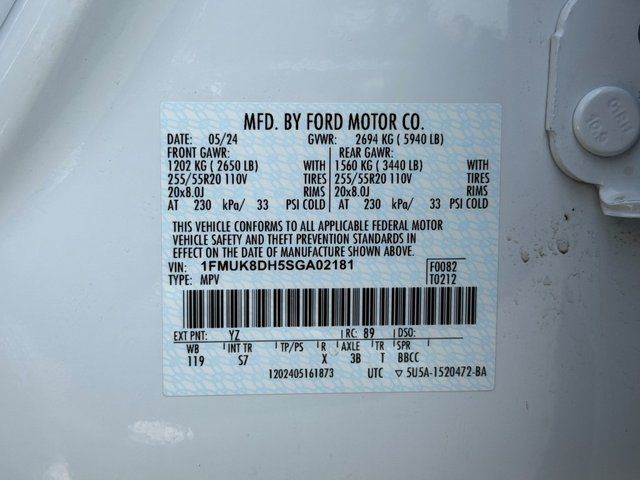 MFD. BY FORD MOTOR CO.
DATE: 05/24 GVWR: 2694 KG ( 5940 LB)
FRONT GAWR: REAR GAWR:
1202 KG ( 2650 LB) WITH 1560 KG ( 3440 LB) WITH
255/55R20 110V TIRES 255/55R20 110V TIRES
20x8.0J RIMS 20x8.0J RIMS
AT 230 kPa/ 33 PSI COLD AT 230 kPa/ 33 PSI COLD
THIS VEHICLE CONFORMS TO ALL APPLICABLE FEDERAL MOTOR
VEHICLE SAFETY AND THEFT PREVENTION STANDARDS IN
EFFECT ON THE DATE OF MANUFACTURE SHOWN ABOVE.
VIN: 1FMUK8DH5SGA02181 F0082
TYPE: MPV T0212
EXT PNT: YZ RC: 89 DSO:
WB INT TR TP/PS R AXLE TR SPR
119 S7 X 3B T BBCC
1202405161873 UTC ▽ 5U5A-1520472-BA